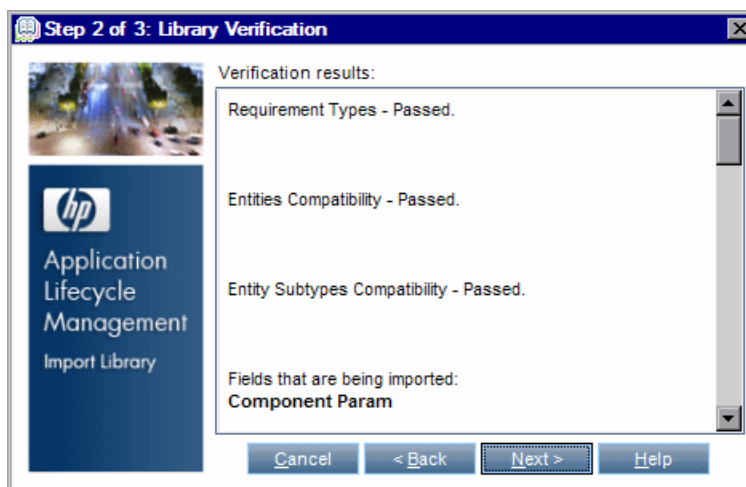 Step 2 of 3: Library Verification
Verification results:
Requirement Types - Passed.
Entities Compatibility - Passed.
Entity Subtypes Compatibility - Passed.
Fields that are being imported:
Component Param
hp
Application
Lifecycle
Management
Import Library
Cancel
< Back
Next >
Help